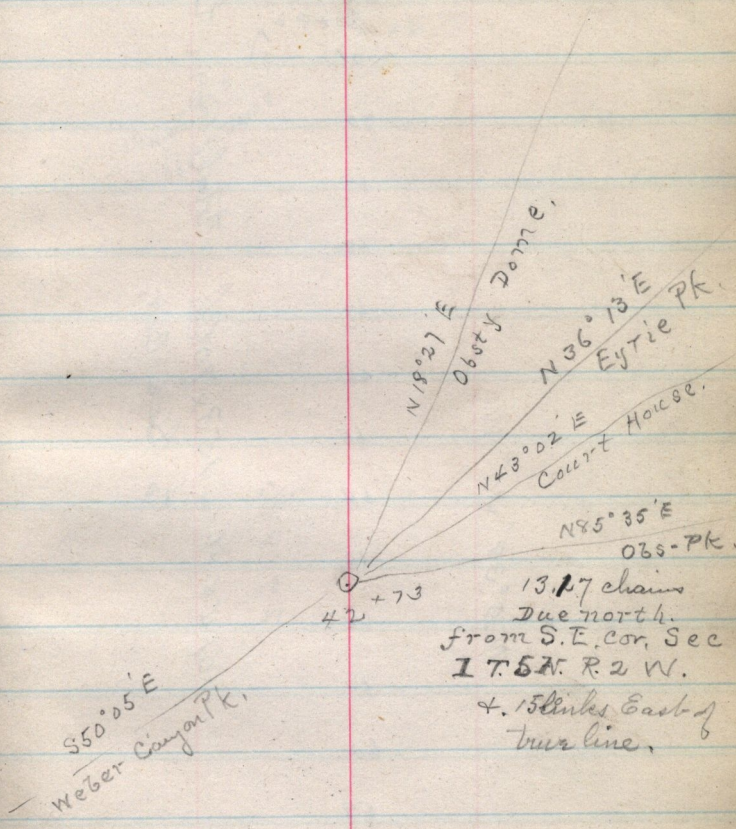 N18°27'E
Obsty Dome.
N36°13'E
Eyrie Pk.
N43°02'E
Court House.
N85°35'E
Obs-Pk.
42+73
13.17 chains
Due north.
from S.E. cor. Sec
1 T.5N. R.2 W.
&. 15 links East of
true line.
S50°05'E
Weber Canyon Pk.